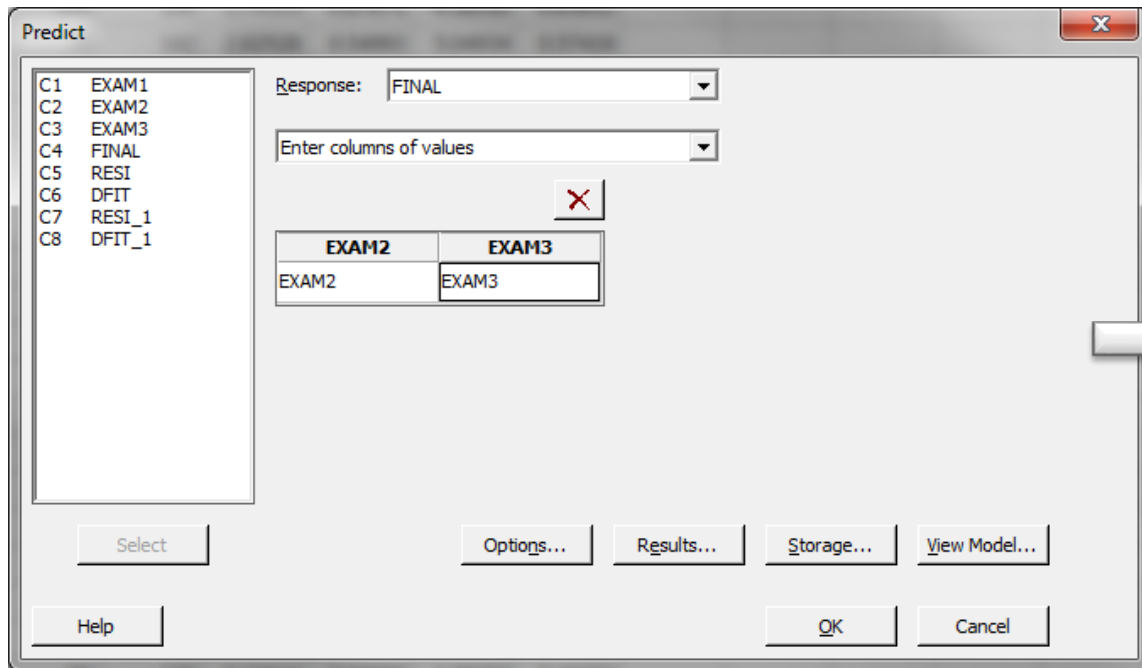 Predict
C1 EXAM1
C2 EXAM2
C3 EXAM3
C4 FINAL
C5 RESI
C6 DFIT
C7 RESI_1
C8 DFIT_1
Response: FINAL
Enter columns of values
EXAM2 EXAM3
EXAM2 EXAM3
Select Options... Results... Storage... View Model...
Help OK Cancel